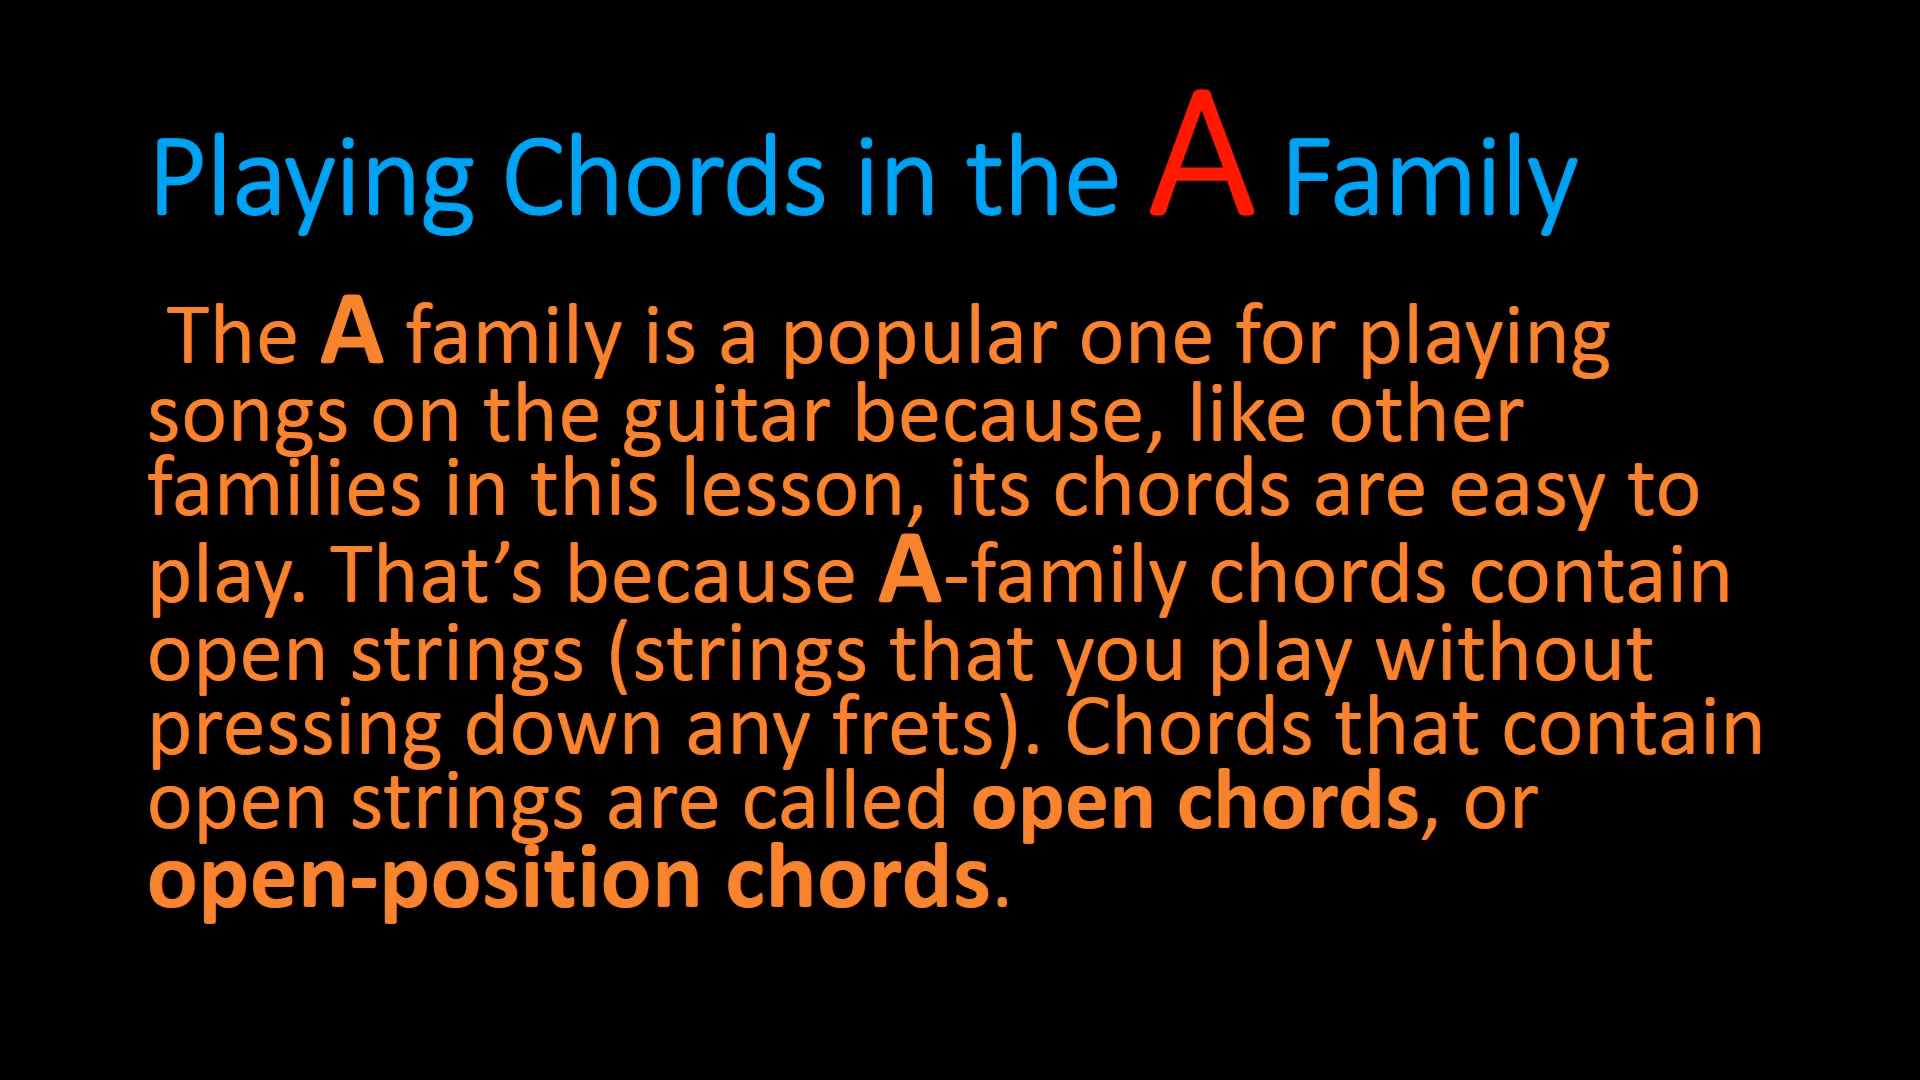 Playing Chords in the A Family
The A family is a popular one for playing
songs on the guitar because, like other
families in this lesson, its chords are easy to
play. That’s because A-family chords contain
open strings (strings that you play without
pressing down any frets). Chords that contain
open strings are called open chords, or
open-position chords.